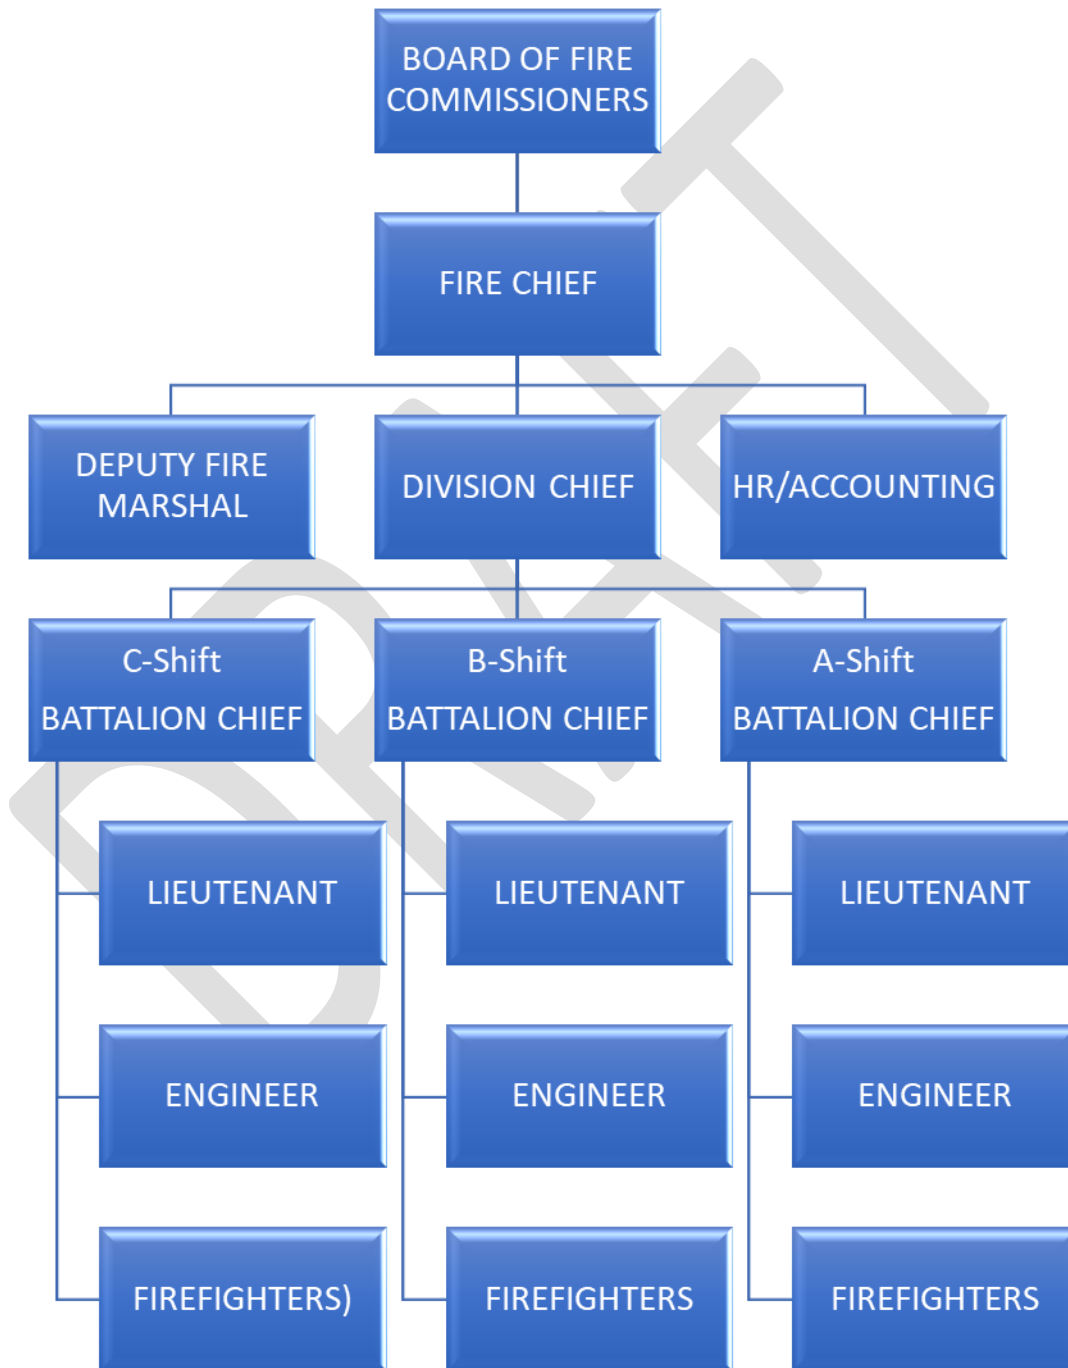 BOARD OF FIRE
COMMISSIONERS
FIRE CHIEF
DEPUTY FIRE
MARSHAL
DIVISION CHIEF
HR/ACCOUNTING
C-Shift
BATTALION CHIEF
B-Shift
BATTALION CHIEF
A-Shift
BATTALION CHIEF
LIEUTENANT
LIEUTENANT
LIEUTENANT
ENGINEER
ENGINEER
ENGINEER
FIREFIGHTERS)
FIREFIGHTERS
FIREFIGHTERS
DRAFT